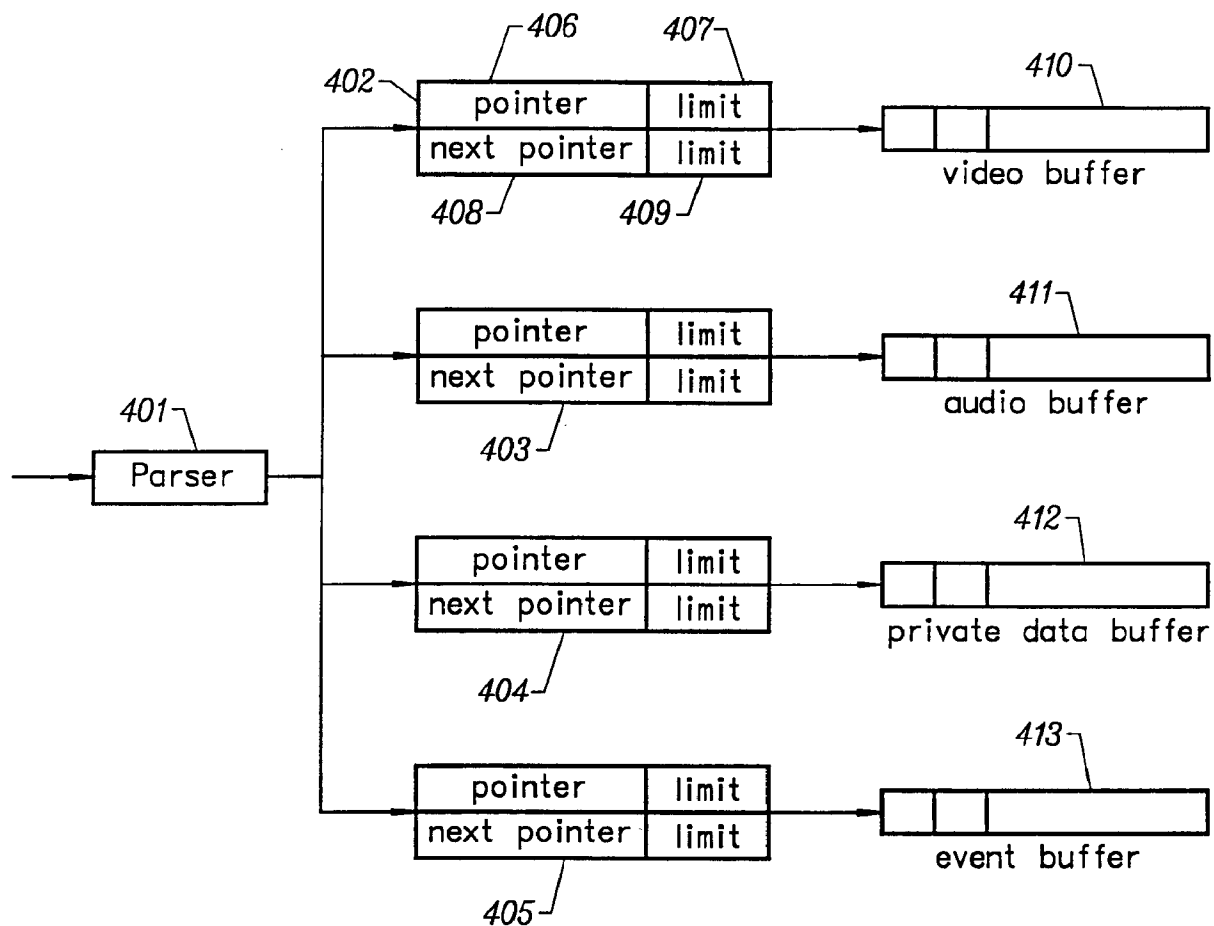 406
407
402
pointer
limit
410
next pointer
limit
video buffer
408
409
411
pointer
limit
next pointer
limit
audio buffer
401
403
Parser
412
pointer
limit
next pointer
limit
private data buffer
404
413
pointer
limit
next pointer
limit
event buffer
405